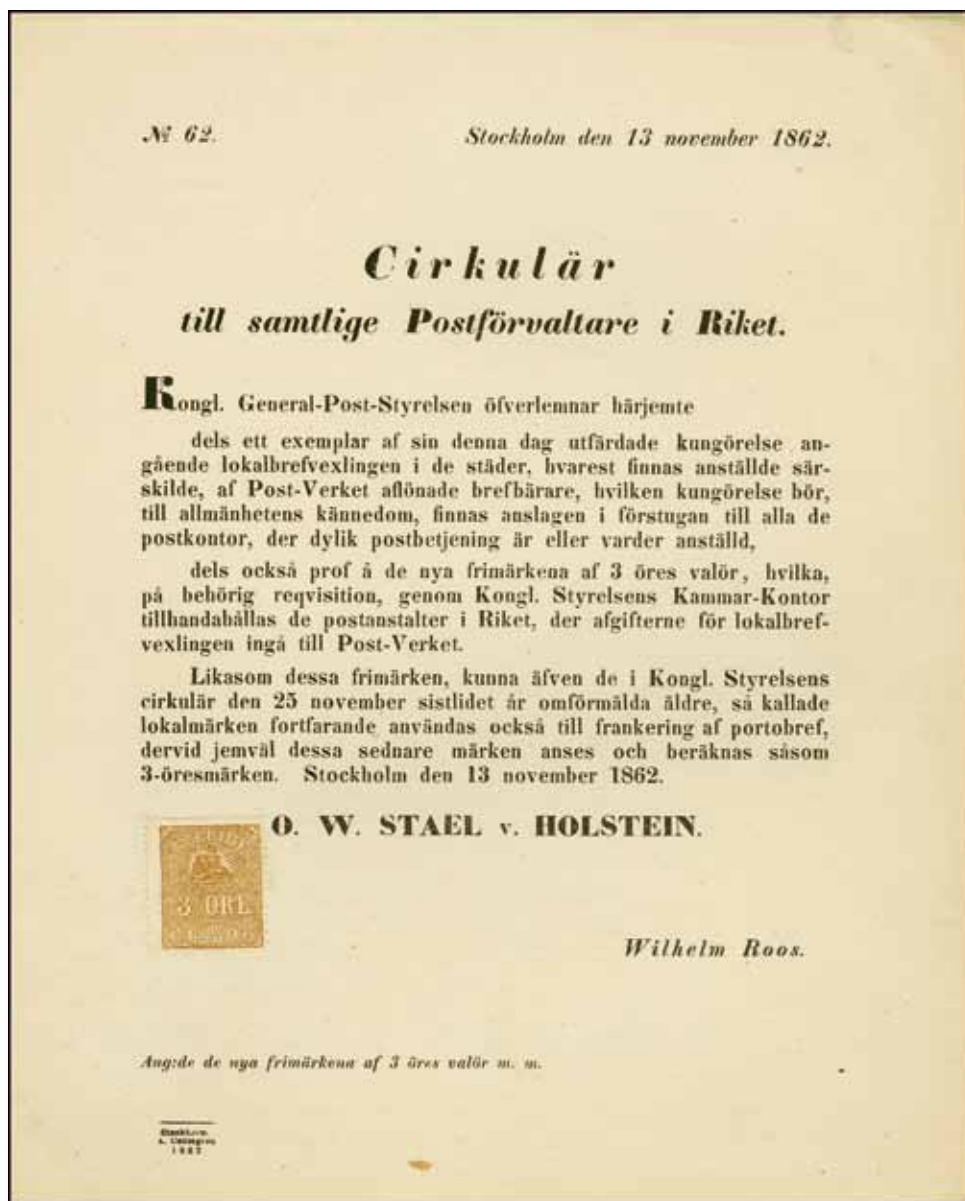 № 62.
Stockholm den 13 november 1862.
Cirkulär
till samtlige Postförvaltare i Riket.
Kongl. General-Post-Styrelsen öfverlemnar härjemte
dels ett exemplar af sin denna dag utfärdade kungörelse an-
gående lokalbrefvexlingen i de städer, hvarest finnas anställde sär-
skilde, af Post-Verket aflönade brefbärare, hvilken kungörelse bör,
till allmänhetens kännedom, finnas anslagen i förstugan till alla de
postkontor, der dylik postbetjening är eller varder anställd,
dels också prof å de nya frimärkena af 3 öres valör, hvilka,
på behörig reqvisition, genom Kongl. Styrelsens Kammar-Kontor
tillhandahållas de postanstalter i Riket, der afgifterne för lokalbref-
vexlingen ingå till Post-Verket.
Likasom dessa frimärken, kunna äfven de i Kongl. Styrelsens
cirkulär den 25 november sistlidet år omförmälda äldre, så kallade
lokalmärken fortfarande användas också till frankering af portobref,
dervid jemväl dessa sednare märken anses och beräknas såsom
3-öresmärken. Stockholm den 13 november 1862.
O. W. STAEL v. HOLSTEIN.
3 ÖRE
Wilhelm Roos.
Ang:de de nya frimärkena af 3 öres valör m. m.
Stockholm
1862